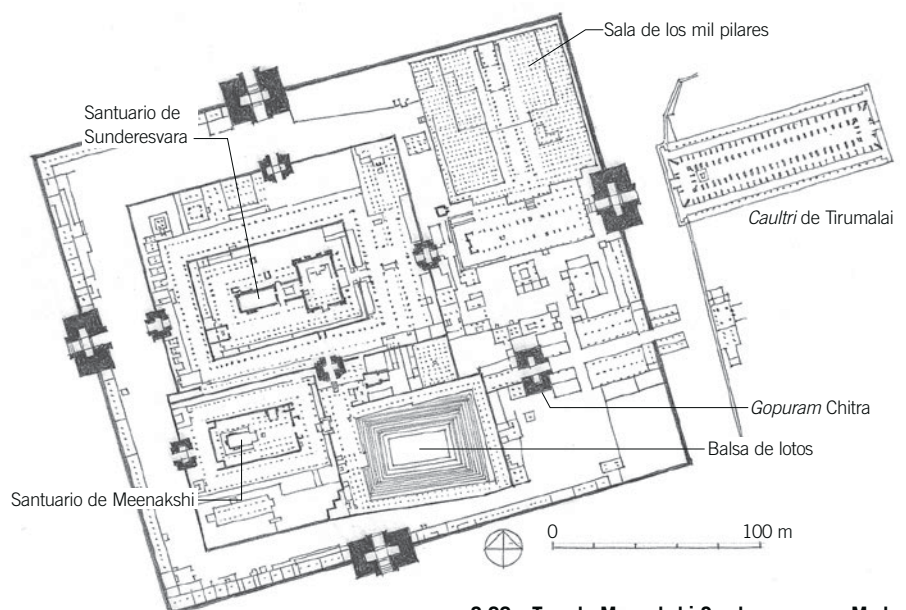 Sala de los mil pilares
Santuario de
Sunderesvara
Caultri de Tirumalai
Gopuram Chitra
Balsa de lotos
Santuario de Meenakshi
0
100 m